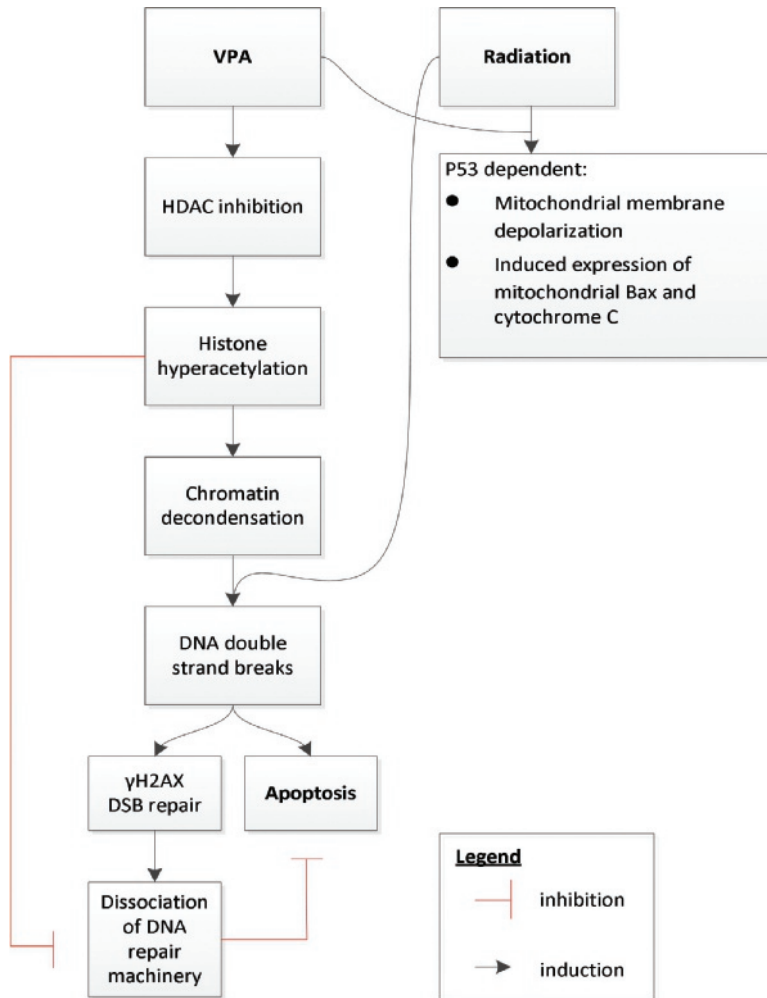 VPA
Radiation
P53 dependent:
● Mitochondrial membrane
depolarization
● Induced expression of
mitochondrial Bax and
cytochrome C
HDAC inhibition
Histone
hyperacetylation
Chromatin
decondensation
DNA double
strand breaks
γH2AX
DSB repair
Apoptosis
Dissociation
of DNA
repair
machinery
Legend
inhibition
induction